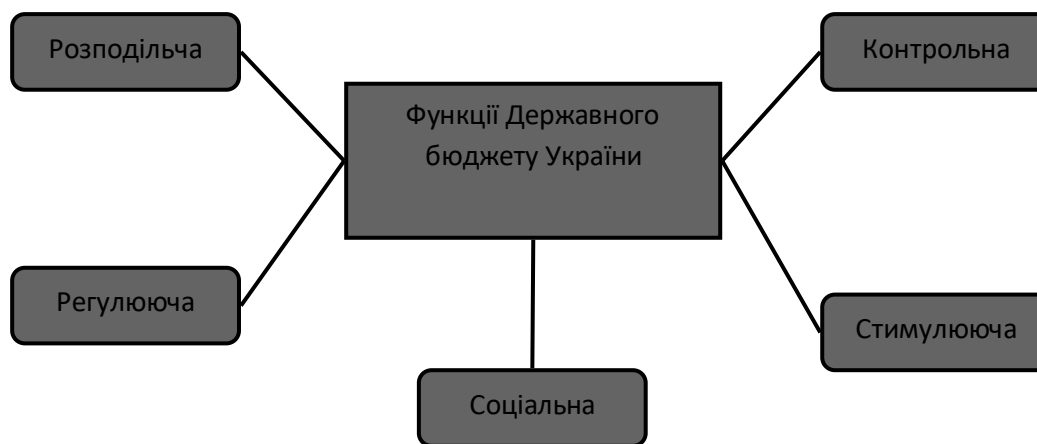 Розподільча
Контрольна
Функції Державного
бюджету України
Регулююча
Стимулююча
Соціальна